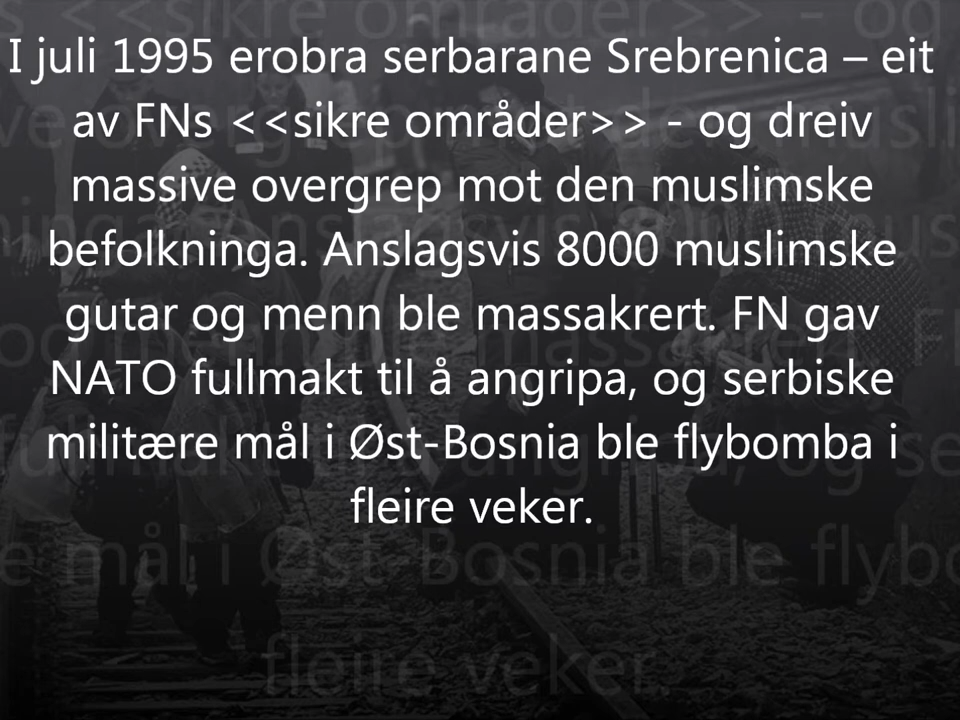 I juli 1995 erobra serbarane Srebrenica – eit
av FNs <<sikre områder>> - og dreiv
massive overgrep mot den muslimske
befolkninga. Anslagsvis 8000 muslimske
gutar og menn ble massakrert. FN gav
NATO fullmakt til å angripa, og serbiske
militære mål i Øst-Bosnia ble flybomba i
fleire veker.